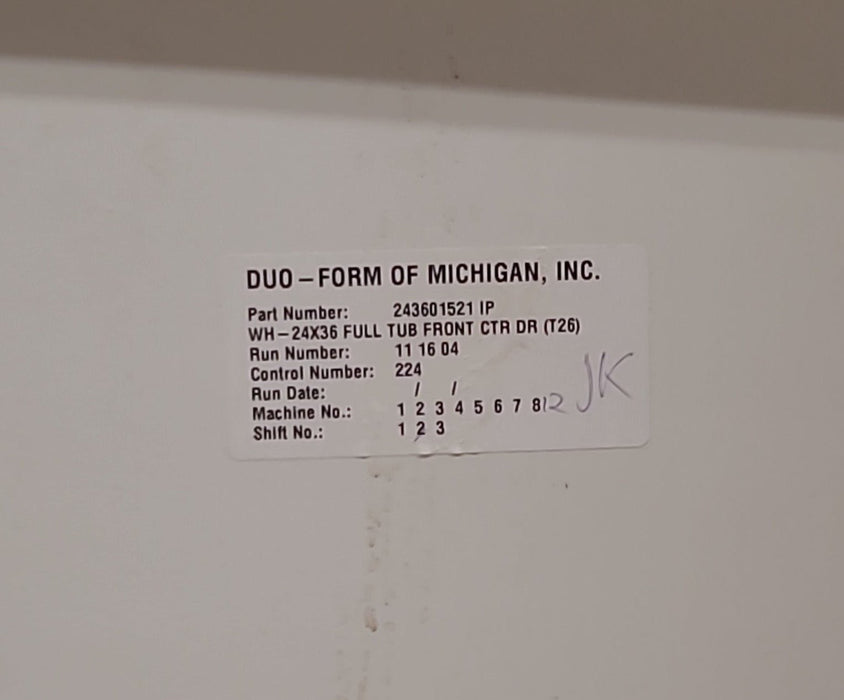 DUO-FORM OF MICHIGAN, INC.
Part Number: 243601521 IP
WH-24X36 FULL TUB FRONT CTR DR (T26)
Run Number: 11 16 04
Control Number: 224
Run Date: / /
Machine No.: 1 2 3 4 5 6 7 8 12 JK
Shift No.: 1 2 3